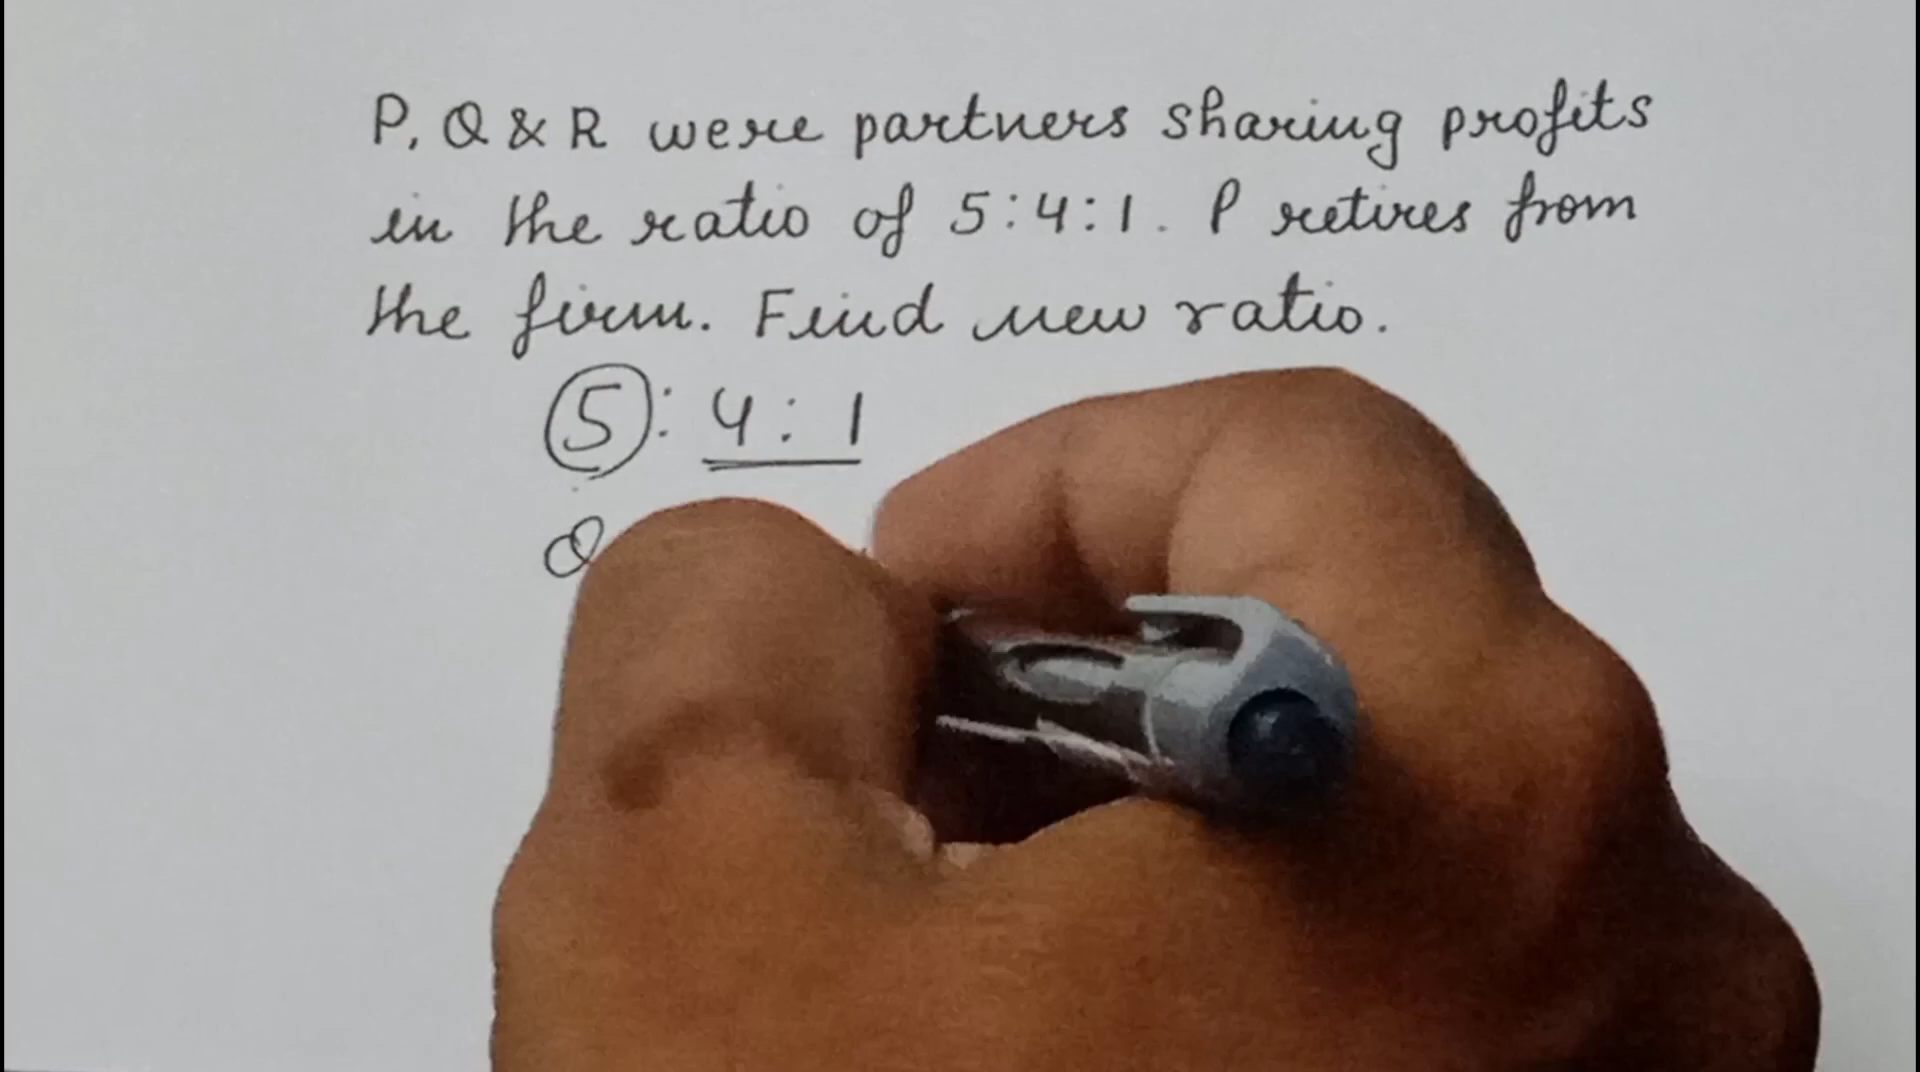 P, Q & R were partners sharing profits
in the ratio of 5:4:1. P retires from
the firm. Find new ratio.
5: 4: 1
Q